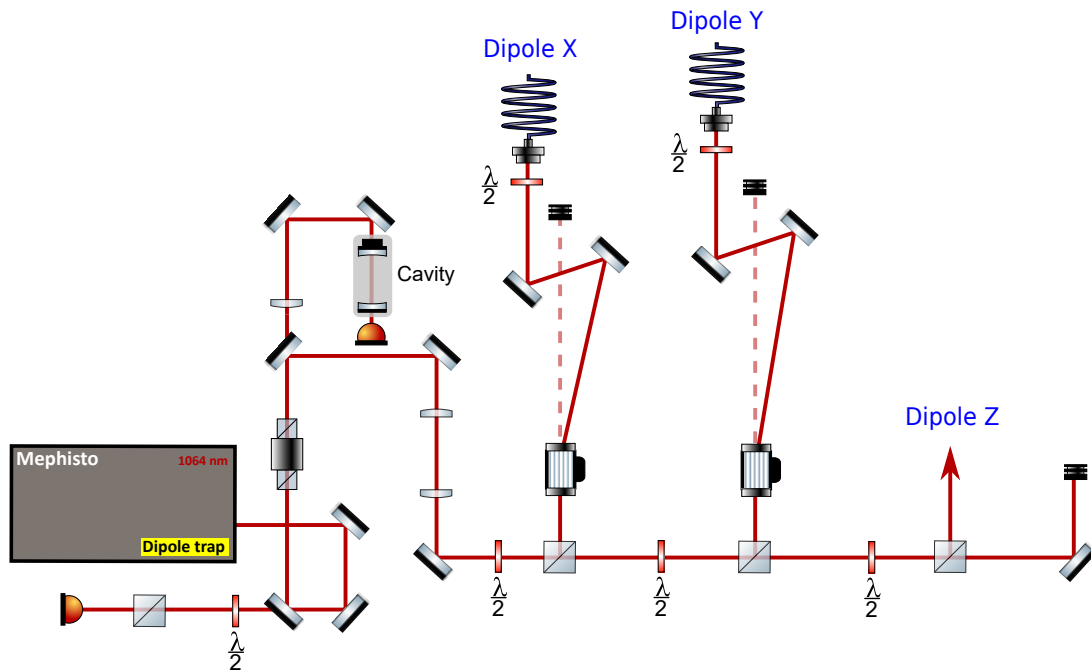 Dipole X
Dipole Y
λ
2
λ
2
Cavity
Dipole Z
Mephisto
1064 nm
Dipole trap
λ
2
λ
2
λ
2
λ
2